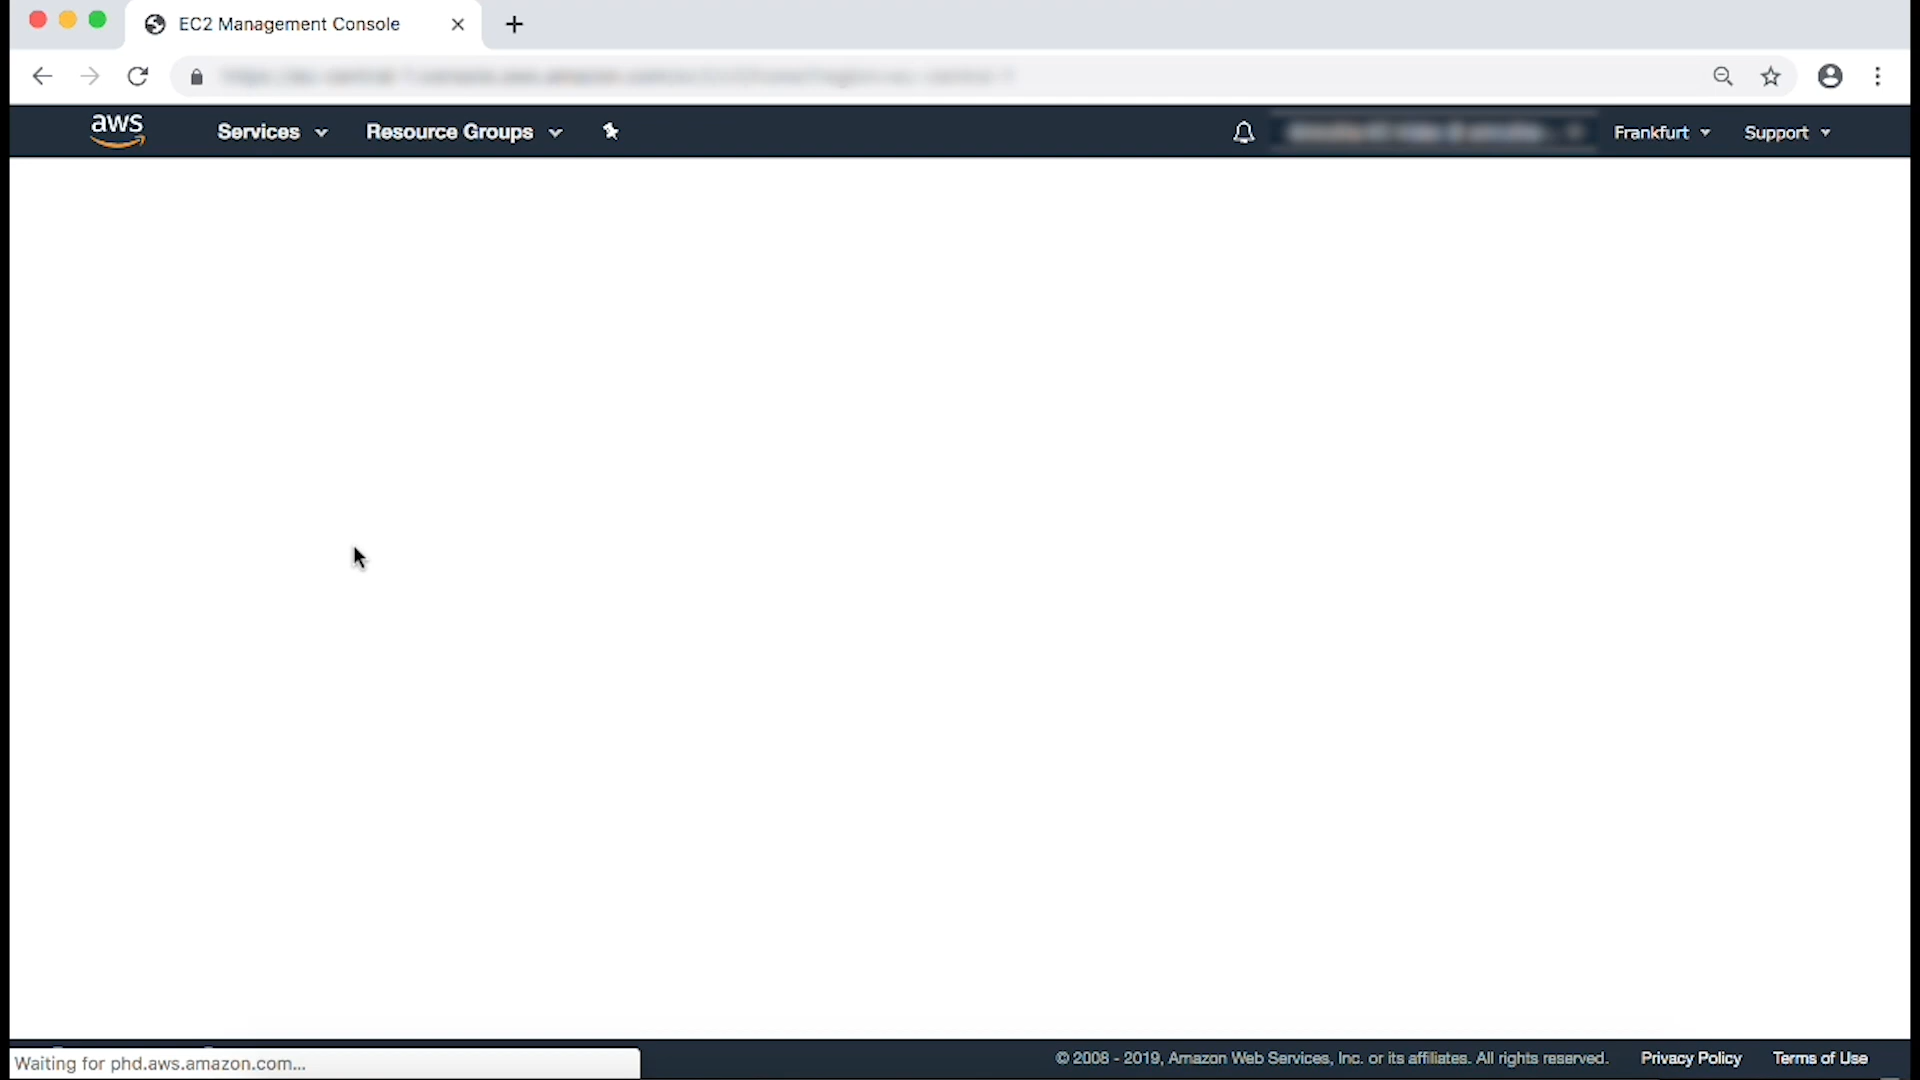 EC2 Management Console
aws Services Resource Groups Frankfurt Support
Waiting for phd.aws.amazon.com...
© 2008 - 2019, Amazon Web Services, Inc. or its affiliates. All rights reserved. Privacy Policy Terms of Use